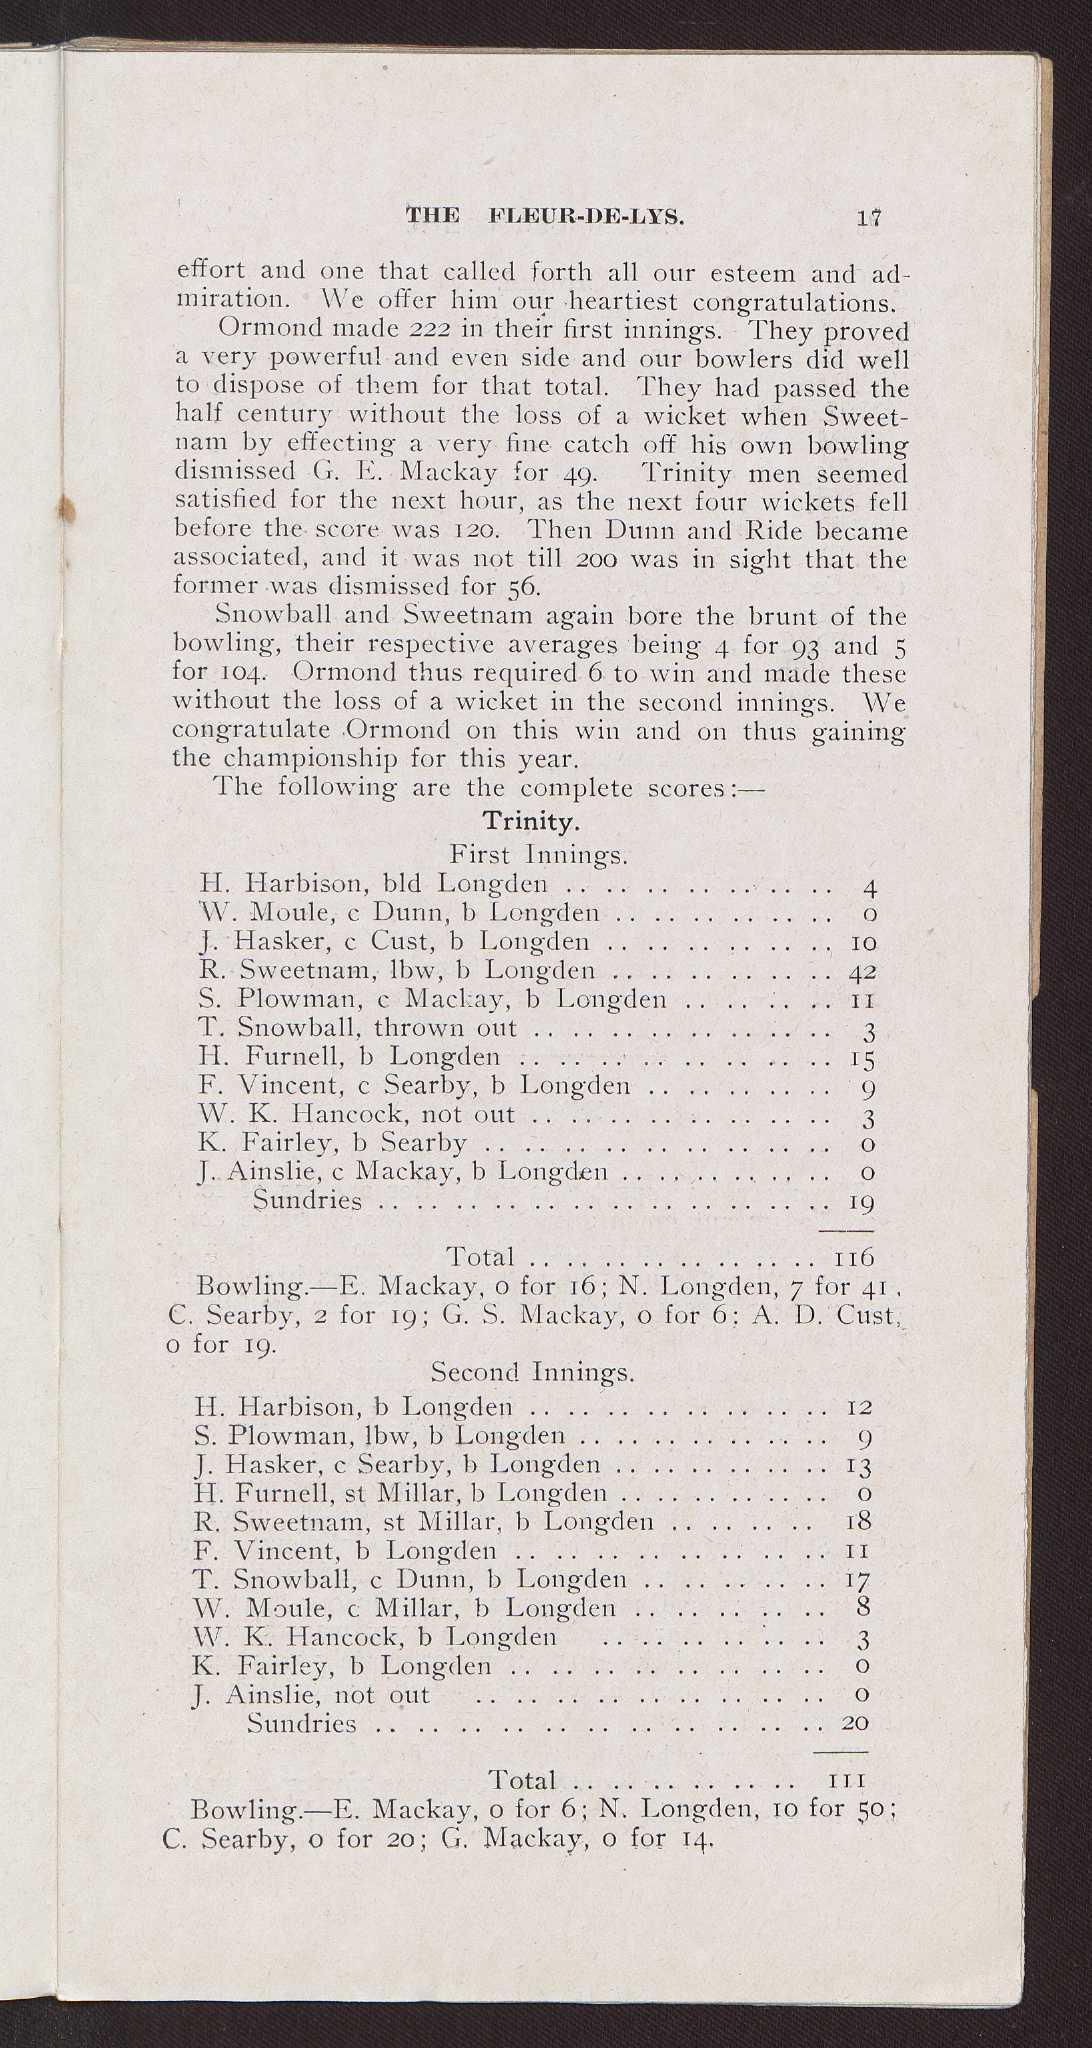 THE FLEUR-DE-LYS. 17
effort and one that called forth all our esteem and ad-
miration. We offer him our heartiest congratulations.
Ormond made 222 in their first innings. They proved
a very powerful and even side and our bowlers did well
to dispose of them for that total. They had passed the
half century without the loss of a wicket when Sweet-
nam by effecting a very fine catch off his own bowling
dismissed G. E. Mackay for 49. Trinity men seemed
satisfied for the next hour, as the next four wickets fell
before the score was 120. Then Dunn and Ride became
associated, and it was not till 200 was in sight that the
former was dismissed for 56.
Snowball and Sweetnam again bore the brunt of the
bowling, their respective averages being 4 for 93 and 5
for 104. Ormond thus required 6 to win and made these
without the loss of a wicket in the second innings. We
congratulate Ormond on this win and on thus gaining
the championship for this year.
The following are the complete scores:—
Trinity.
First Innings.
H. Harbison, bld Longden .. .. .. .. .. .. .. 4
W. Moule, c Dunn, b Longden .. .. .. .. .. .. 0
J. Hasker, c Cust, b Longden .. .. .. .. .. .. 10
R. Sweetnam, lbw, b Longden .. .. .. .. .. .. 42
S. Plowman, c Mackay, b Longden .. .. .. .. 11
T. Snowball, thrown out .. .. .. .. .. .. .. .. 3
H. Furnell, b Longden .. .. .. .. .. .. .. .. 15
F. Vincent, c Searby, b Longden .. .. .. .. .. 9
W. K. Hancock, not out .. .. .. .. .. .. .. .. 3
K. Fairley, b Searby .. .. .. .. .. .. .. .. .. 0
J. Ainslie, c Mackay, b Longden .. .. .. .. .. .. 0
Sundries .. .. .. .. .. .. .. .. .. .. .. .. 19
Total .. .. .. .. .. .. .. .. 116
Bowling.—E. Mackay, 0 for 16; N. Longden, 7 for 41,
C. Searby, 2 for 19; G. S. Mackay, 0 for 6; A. D. Cust,
0 for 19.
Second Innings.
H. Harbison, b Longden .. .. .. .. .. .. .. .. 12
S. Plowman, lbw, b Longden .. .. .. .. .. .. .. 9
J. Hasker, c Searby, b Longden .. .. .. .. .. .. 13
H. Furnell, st Millar, b Longden .. .. .. .. .. .. 0
R. Sweetnam, st Millar, b Longden .. .. .. .. 18
F. Vincent, b Longden .. .. .. .. .. .. .. .. 11
T. Snowball, c Dunn, b Longden .. .. .. .. .. 17
W. Moule, c Millar, b Longden .. .. .. .. .. 8
W. K. Hancock, b Longden .. .. .. .. .. .. 3
K. Fairley, b Longden .. .. .. .. .. .. .. .. 0
J. Ainslie, not out .. .. .. .. .. .. .. .. .. 0
Sundries .. .. .. .. .. .. .. .. .. .. .. 20
Total .. .. .. .. .. .. 111
Bowling.—E. Mackay, 0 for 6; N. Longden, 10 for 50;
C. Searby, 0 for 20; G. Mackay, 0 for 14.